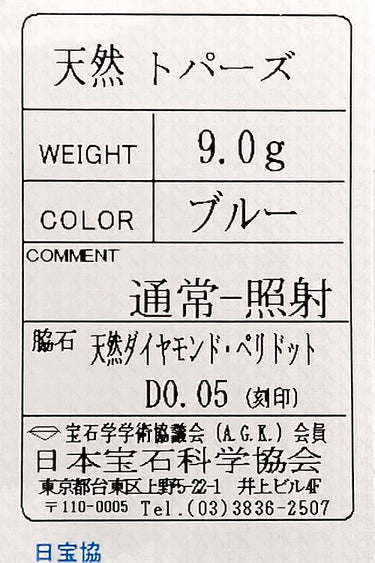 天然 トパーズ
WEIGHT 9.0g
COLOR ブルー
COMMENT
通常-照射
脇石 天然ダイヤモンド・ペリドット
D0.05 (刻印)
宝石学学術協議会 (A.G.K.) 会員
日本宝石科学協会
東京都台東区上野5-22-1 井上ビル4F
〒110-0005 Tel.(03)3836-2507
日宝協